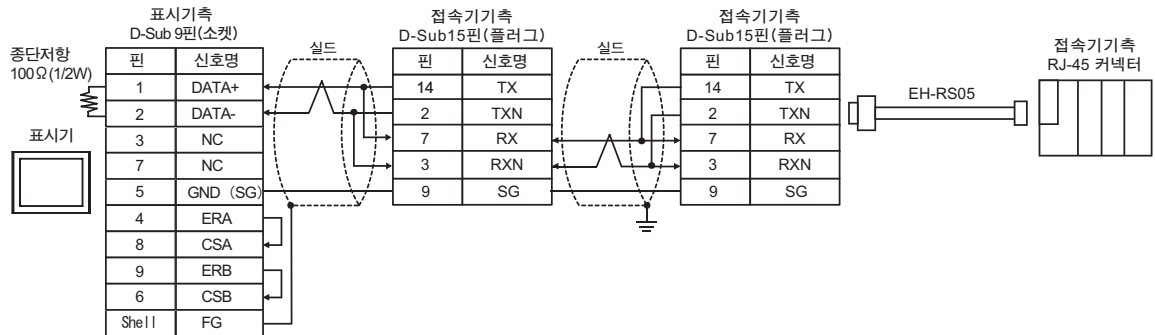 표시기측
D-Sub 9핀(소켓)
종단저항
100Ω(1/2W)
표시기
핀 신호명
1 DATA+
2 DATA-
3 NC
7 NC
5 GND (SG)
4 ERA
8 CSA
9 ERB
6 CSB
Shell FG
실드
접속기기측
D-Sub15핀(플러그)
핀 신호명
14 TX
2 TXN
7 RX
3 RXN
9 SG
실드
접속기기측
D-Sub15핀(플러그)
핀 신호명
14 TX
2 TXN
7 RX
3 RXN
9 SG
EH-RS05
접속기기측
RJ-45 커넥터